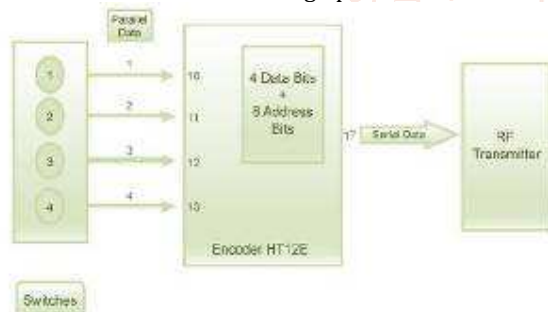 Parallel
Data
1
1
10
4 Data Bits
+
8 Address
Bits
2
2
11
17
Serial Data
RF
Transmitter
3
3
12
4
4
13
Encoder HT12E
Switches